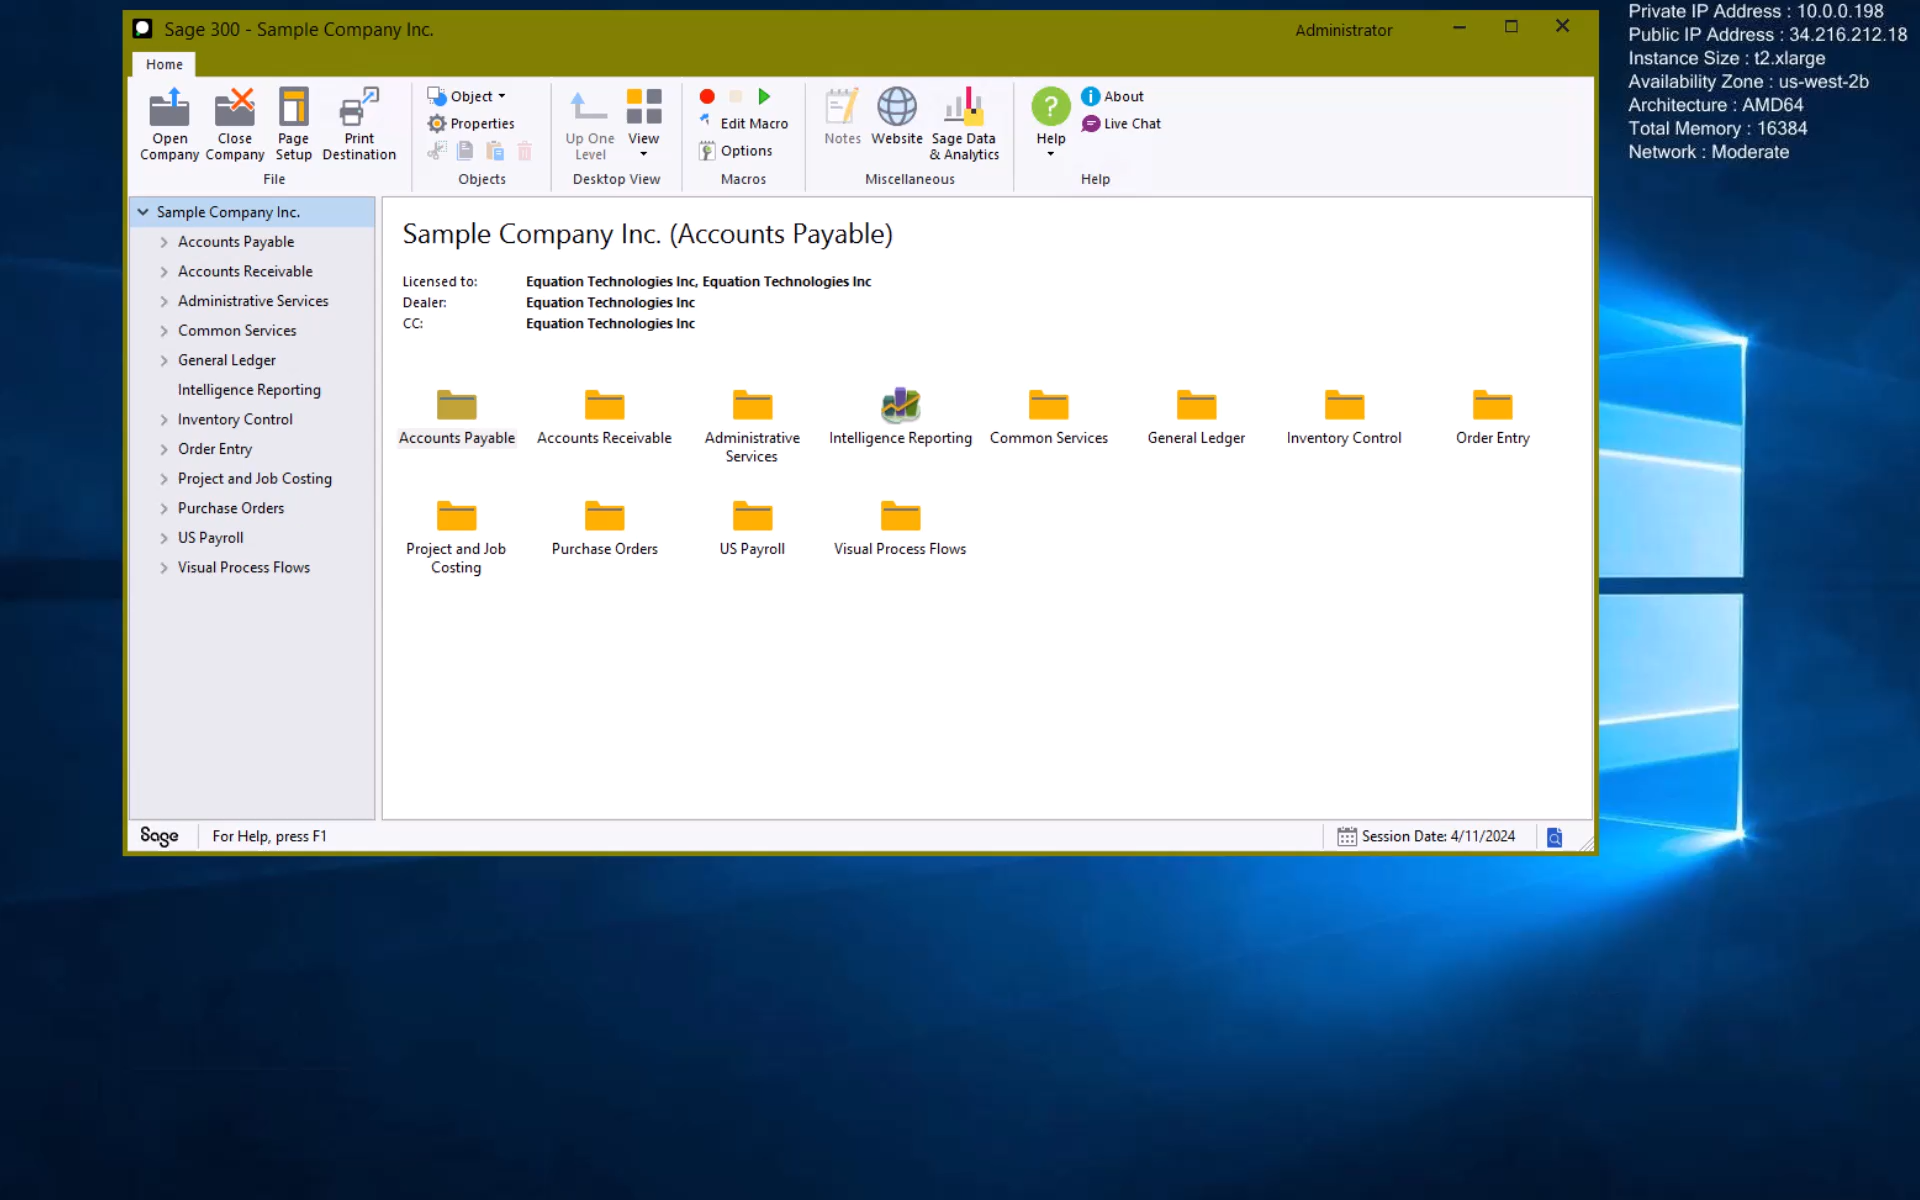 Private IP Address : 10.0.0.198
Public IP Address : 34.216.212.18
Instance Size : t2.xlarge
Availability Zone : us-west-2b
Architecture : AMD64
Total Memory : 16384
Network : Moderate
Sage 300 - Sample Company Inc.
Administrator
Home
Open Company
Close Company
Page Setup
Print Destination
File
Object
Properties
Objects
Up One Level
View
Desktop View
Edit Macro
Options
Macros
Notes
Website
Sage Data & Analytics
Miscellaneous
Help
About
Live Chat
Help
Sample Company Inc.
Accounts Payable
Accounts Receivable
Administrative Services
Common Services
General Ledger
Intelligence Reporting
Inventory Control
Order Entry
Project and Job Costing
Purchase Orders
US Payroll
Visual Process Flows
Sample Company Inc. (Accounts Payable)
Licensed to: Equation Technologies Inc, Equation Technologies Inc
Dealer: Equation Technologies Inc
CC: Equation Technologies Inc
Accounts Payable
Accounts Receivable
Administrative Services
Intelligence Reporting
Common Services
General Ledger
Inventory Control
Order Entry
Project and Job Costing
Purchase Orders
US Payroll
Visual Process Flows
Sage
For Help, press F1
Session Date: 4/11/2024